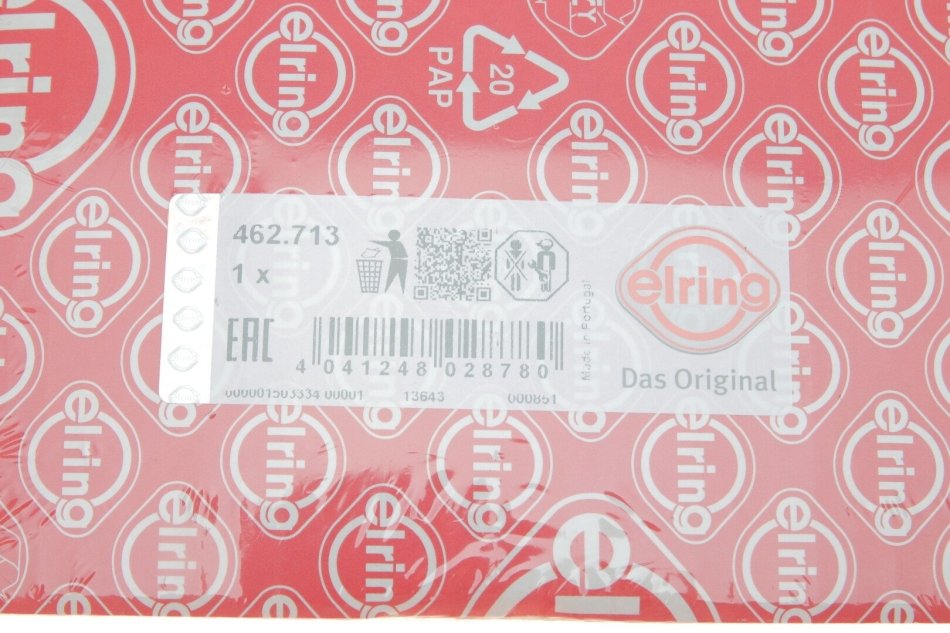 elring
20
PAP
462.713
1 x
EAC
4 041248 028780
000001503334 00001 13643 000851
Made in Portugal
elring
Das Original